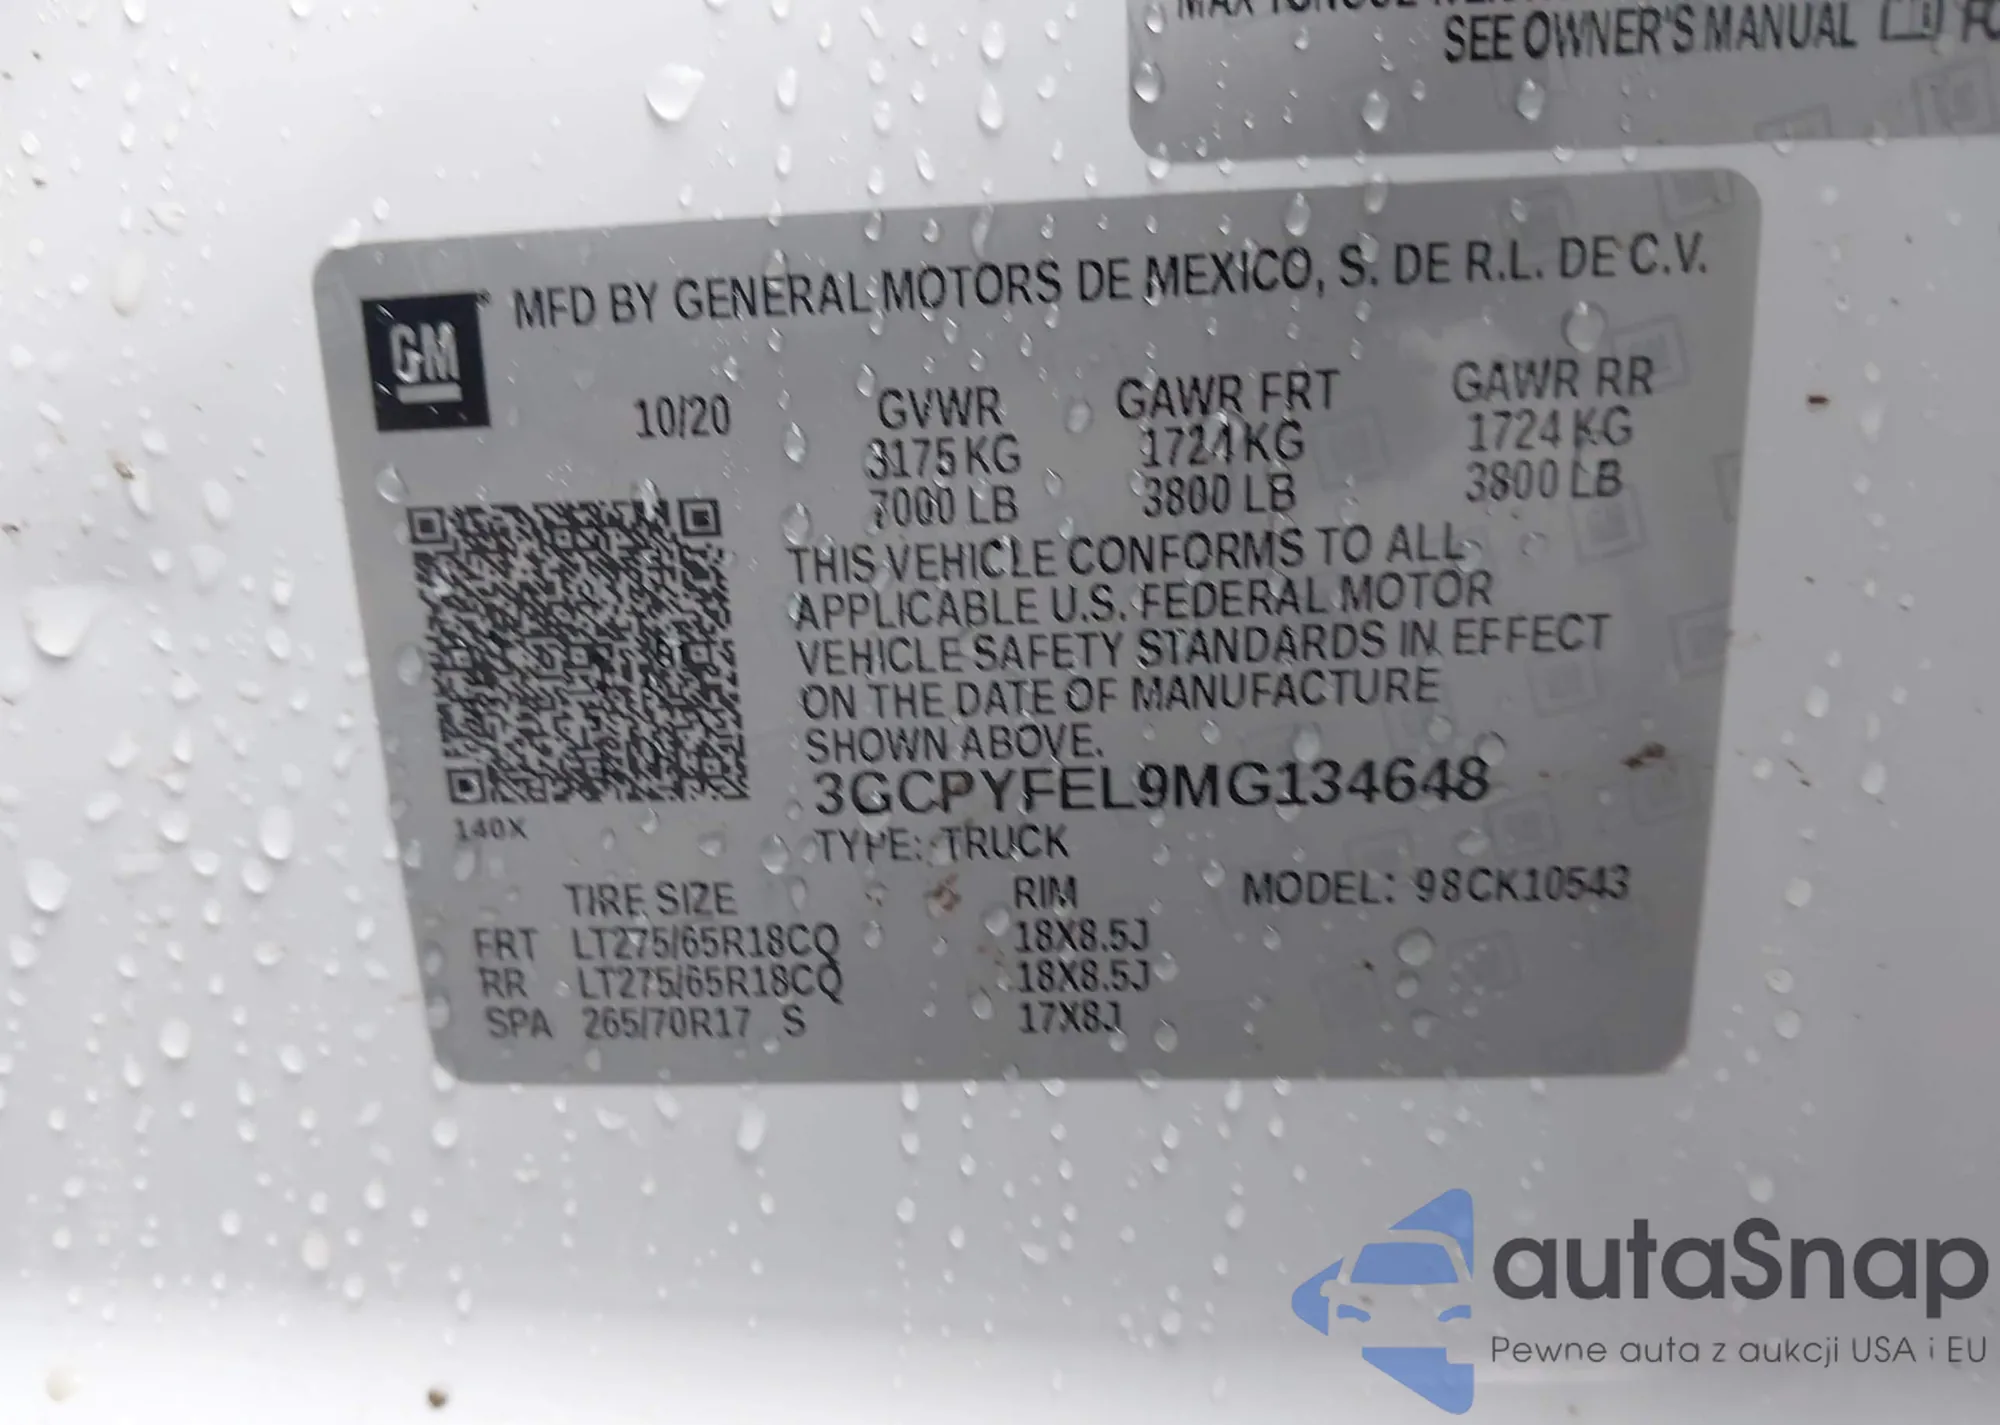 SEE OWNER'S MANUAL
GM
MFD BY GENERAL MOTORS DE MEXICO, S. DE R.L. DE C.V.
10/20 GVWR GAWR FRT GAWR RR
3175 KG 1724 KG 1724 KG
7000 LB 3800 LB 3800 LB
THIS VEHICLE CONFORMS TO ALL
APPLICABLE U.S. FEDERAL MOTOR
VEHICLE SAFETY STANDARDS IN EFFECT
ON THE DATE OF MANUFACTURE
SHOWN ABOVE.
3GCPYFEL9MG134648
140X
TYPE: TRUCK
TIRE SIZE RIM MODEL: 98CK10543
FRT LT275/65R18CQ 18X8.5J
RR LT275/65R18CQ 18X8.5J
SPA 265/70R17 S 17X8J
autaSnap
Pewne auta z aukcji USA i EU